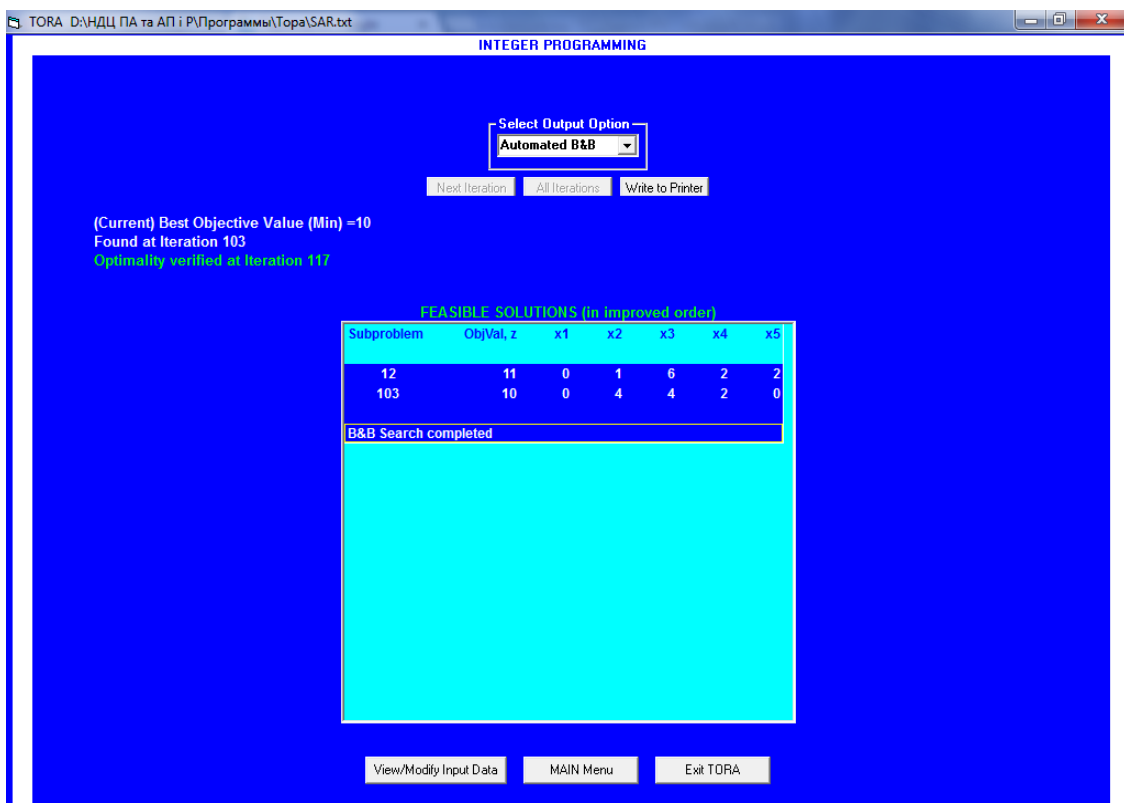 TORA D:\НДЦ ПА та АП і Р\Программы\Тора\SAR.txt
INTEGER PROGRAMMING
Select Output Option
Automated B&B
Next Iteration All Iterations Write to Printer
(Current) Best Objective Value (Min) =10
Found at Iteration 103
Optimality verified at Iteration 117
FEASIBLE SOLUTIONS (in improved order)
Subproblem ObjVal, z x1 x2 x3 x4 x5
12 11 0 1 6 2 2
103 10 0 4 4 2 0
B&B Search completed
View/Modify Input Data MAIN Menu Exit TORA